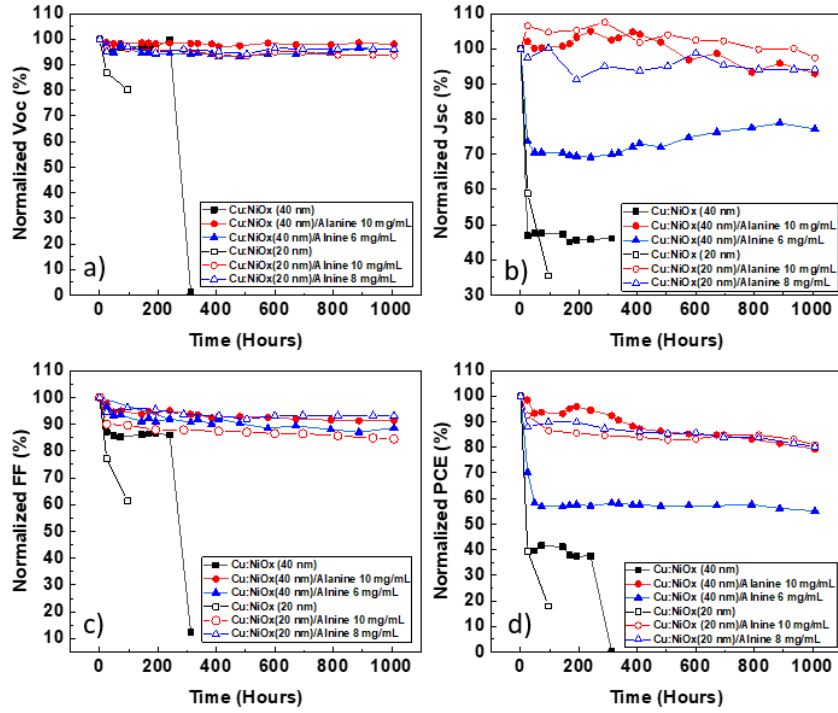 Normalized Voc (%)
110
100
90
80
70
60
50
40
30
20
10
0
Cu:NiOx (40 nm)
Cu:NiOx (40 nm)/Alanine 10 mg/mL
Cu:NiOx(40 nm)/Alnine 6 mg/mL
Cu:NiOx(20 nm)
Cu:NiOx(20 nm)/Alnine 10 mg/mL
Cu:NiOx(20 nm)/Alnine 8 mg/mL
a)
0 200 400 600 800 1000
Time (Hours)
Normalized Jsc (%)
110
100
90
80
70
60
50
40
30
Cu:NiOx (40 nm)
Cu:NiOx(40 nm)/Alanine 10 mg/mL
Cu:NiOx(40 nm)/Alnine 6 mg/mL
Cu:NiOx (20 nm)
Cu:NiOx(20 nm)/Alanine 10 mg/mL
Cu:NiOx(20 nm)/Alnine 8 mg/mL
b)
0 200 400 600 800 1000
Time (Hours)
Normalized FF (%)
110
100
90
80
70
60
50
40
30
20
10
Cu:NiOx (40 nm)
Cu:NiOx(40 nm)/Alanine 10 mg/mL
Cu:NiOx(40 nm)/Alnine 6 mg/mL
Cu:NiOx (20 nm)
Cu:NiOx(20 nm)/Alnine 10 mg/mL
Cu:NiOx(20 nm)/Alnine 8 mg/mL
c)
0 200 400 600 800 1000
Time (Hours)
Normalized PCE (%)
110
100
90
80
70
60
50
40
30
20
10
0
Cu:NiOx (40 nm)
Cu:NiOx (40 nm)/Alanine 10 mg/mL
Cu:NiOx (40 nm)/Alnine 6 mg/mL
Cu:NiOx(20 nm)
Cu:NiOx(20 nm)/Alnine 10 mg/mL
Cu:NiOx(20 nm)/Alnine 8 mg/mL
d)
0 200 400 600 800 1000
Time (Hours)